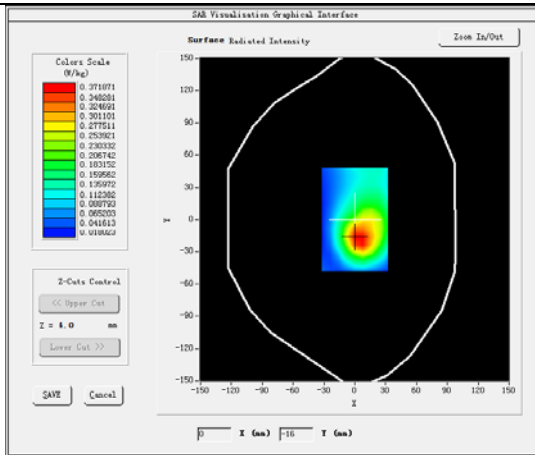 SAR Visualisation Graphical Interface
Surface Radiated Intensity
Zoom In/Out
Colors Scale
(W/kg)
0.371871
0.348281
0.324691
0.301101
0.277511
0.253921
0.230332
0.206742
0.183152
0.159562
0.135972
0.112382
0.088793
0.065203
0.041613
0.018023
150
120
90
60
30
0
-30
-60
-90
-120
-150
Y
-150 -120 -90 -60 -30 0 30 60 90 120 150
X
Z-Cuts Control
<< Upper Cut
Z = 4.0 mm
Lower Cut >>
SAVE Cancel
0 X (mm) -16 Y (mm)